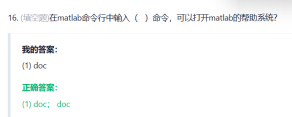 16. (填空题)在matlab命令行中输入（ ）命令，可以打开matlab的帮助系统?
我的答案：
(1) doc
正确答案：
(1) doc； doc